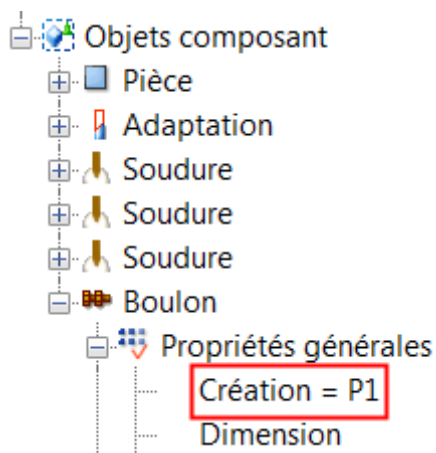 Objets composant
Pièce
Adaptation
Soudure
Soudure
Soudure
Boulon
Propriétés générales
Création = P1
Dimension